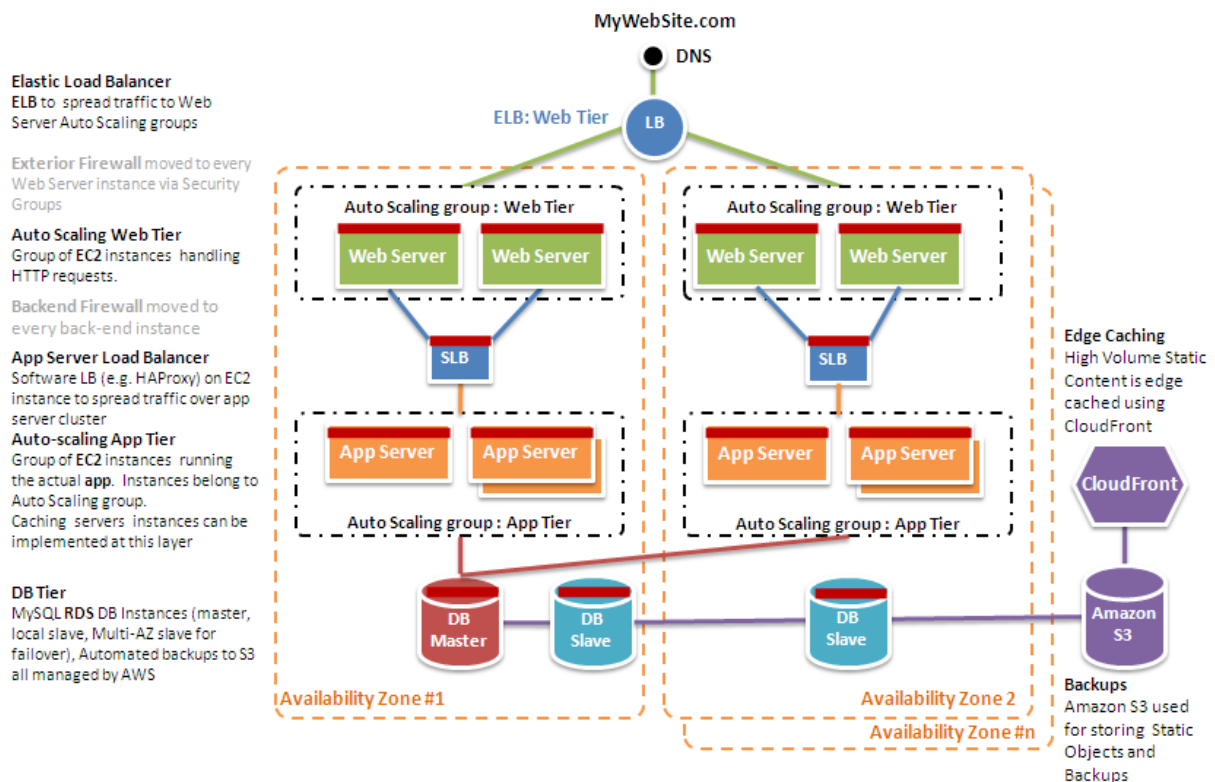 MyWebSite.com
DNS
LB
ELB: Web Tier
Elastic Load Balancer
ELB to spread traffic to Web
Server Auto Scaling groups
Exterior Firewall moved to every
Web Server instance via Security
Groups
Auto Scaling Web Tier
Group of EC2 instances handling
HTTP requests.
Backend Firewall moved to
every back-end instance
App Server Load Balancer
Software LB (e.g. HAProxy) on EC2
instance to spread traffic over app
server cluster
Auto-scaling App Tier
Group of EC2 instances running
the actual app. Instances belong to
Auto Scaling group.
Caching servers instances can be
implemented at this layer
DB Tier
MySQL RDS DB Instances (master,
local slave, Multi-AZ slave for
failover), Automated backups to S3
all managed by AWS
Auto Scaling group : Web Tier
Web Server
Web Server
SLB
App Server
App Server
Auto Scaling group : App Tier
DB
Master
DB
Slave
Availability Zone #1
Auto Scaling group : Web Tier
Web Server
Web Server
SLB
App Server
App Server
Auto Scaling group : App Tier
DB
Slave
Availability Zone 2
Availability Zone #n
Edge Caching
High Volume Static
Content is edge
cached using
CloudFront
CloudFront
Amazon
S3
Backups
Amazon S3 used
for storing Static
Objects and
Backups